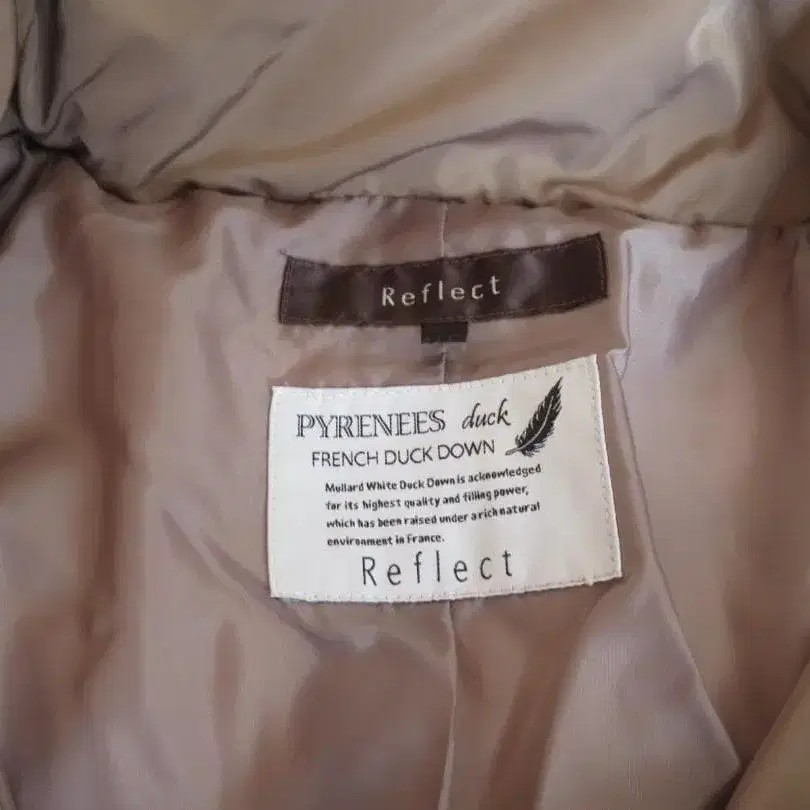 Reflect
PYRENEES duck
FRENCH DUCK DOWN
Mullard White Duck Down is acknowledged
for its highest quality and filling power,
which has been raised under a rich natural
environment in France.
Reflect